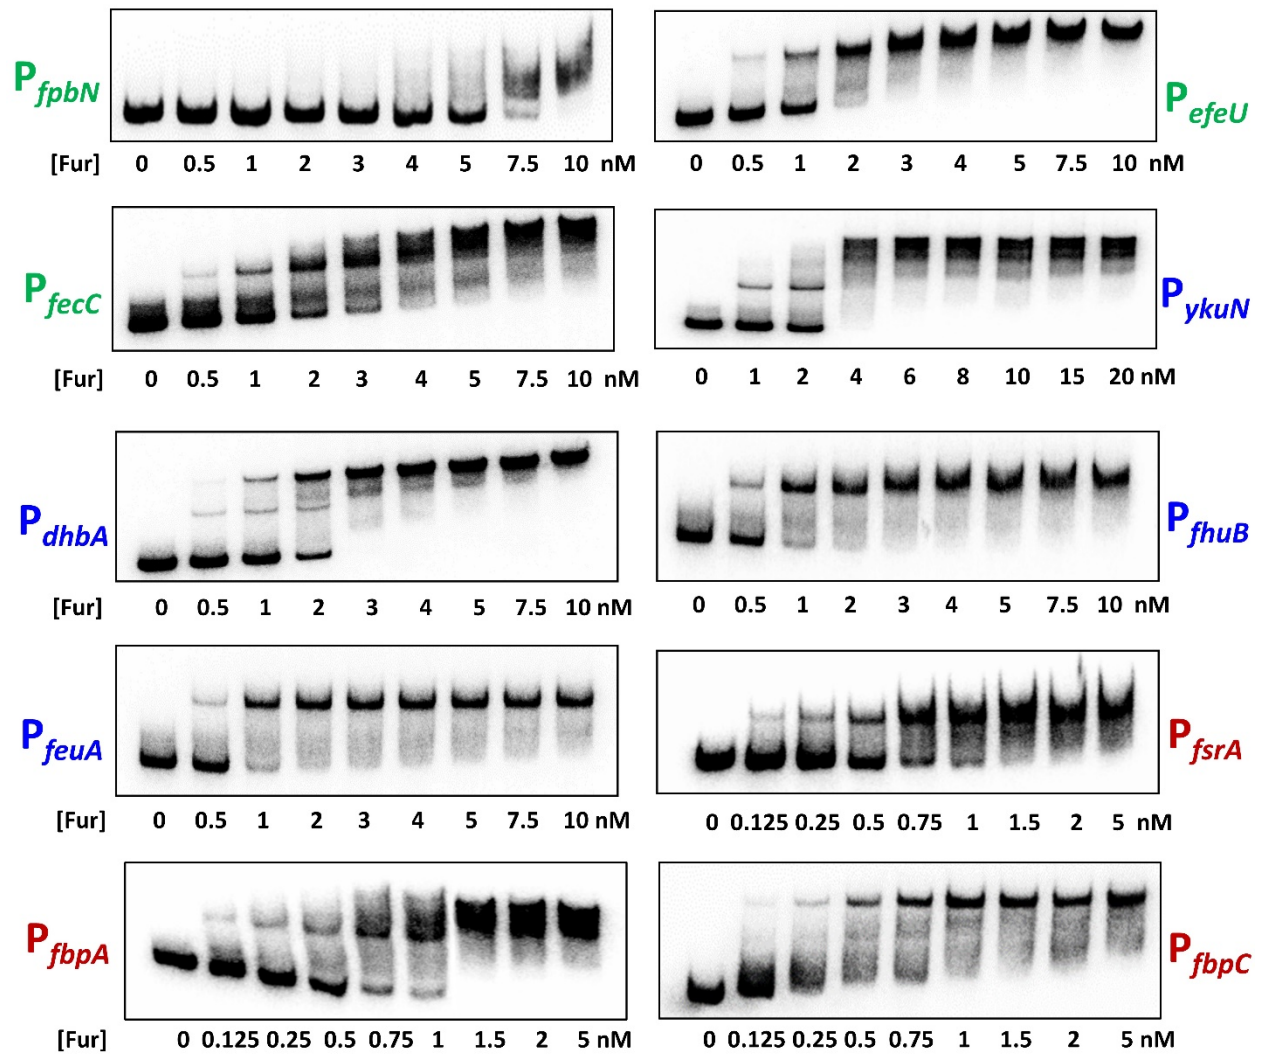 P fpbN
[Fur] 0 0.5 1 2 3 4 5 7.5 10 nM
P efeU
0 0.5 1 2 3 4 5 7.5 10 nM
P fecC
[Fur] 0 0.5 1 2 3 4 5 7.5 10 nM
P ykuN
0 1 2 4 6 8 10 15 20 nM
P dhbA
[Fur] 0 0.5 1 2 3 4 5 7.5 10 nM
P fhuB
0 0.5 1 2 3 4 5 7.5 10 nM
P feuA
[Fur] 0 0.5 1 2 3 4 5 7.5 10 nM
P fsrA
0 0.125 0.25 0.5 0.75 1 1.5 2 5 nM
P fbpA
[Fur] 0 0.125 0.25 0.5 0.75 1 1.5 2 5 nM
P fbpC
0 0.125 0.25 0.5 0.75 1 1.5 2 5 nM